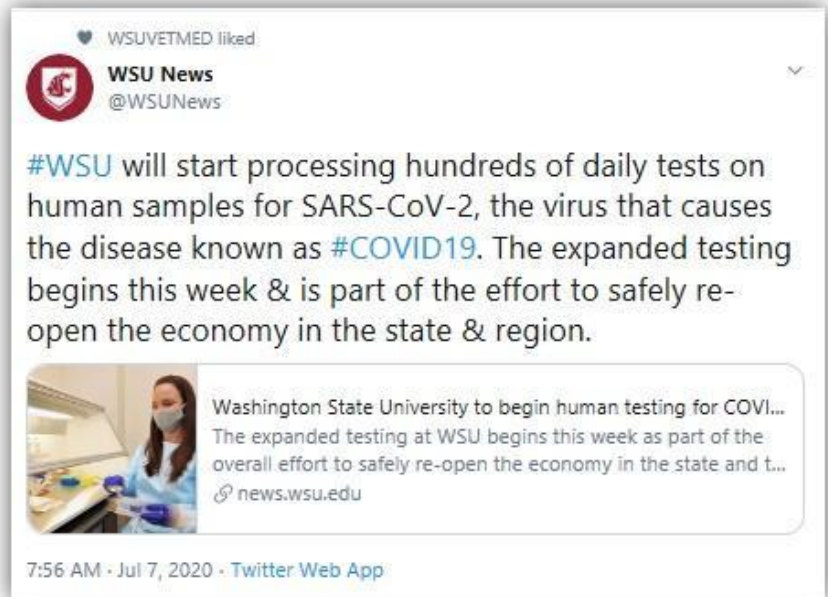 WSUVETMED liked
WSU News
@WSUNews
#WSU will start processing hundreds of daily tests on
human samples for SARS-CoV-2, the virus that causes
the disease known as #COVID19. The expanded testing
begins this week & is part of the effort to safely re-
open the economy in the state & region.
Washington State University to begin human testing for COVI...
The expanded testing at WSU begins this week as part of the
overall effort to safely re-open the economy in the state and t...
news.wsu.edu
7:56 AM · Jul 7, 2020 · Twitter Web App